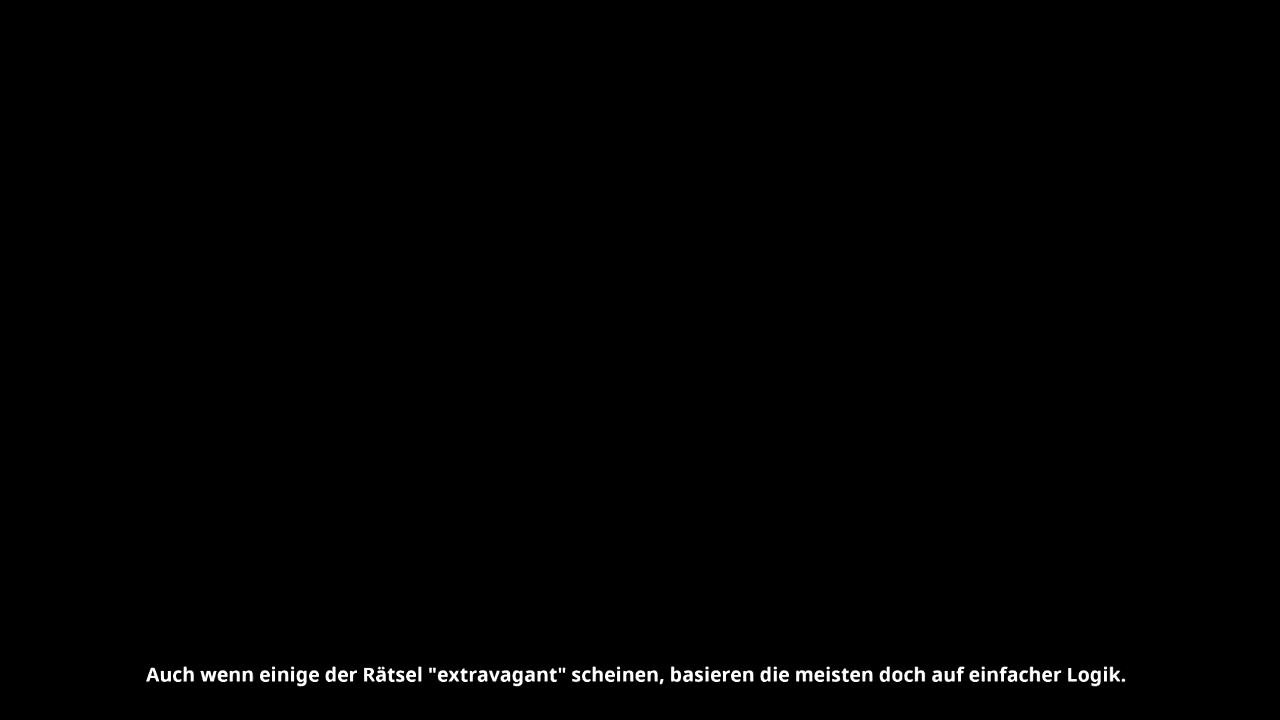 Auch wenn einige der Rätsel "extravagant" scheinen, basieren die meisten doch auf einfacher Logik.